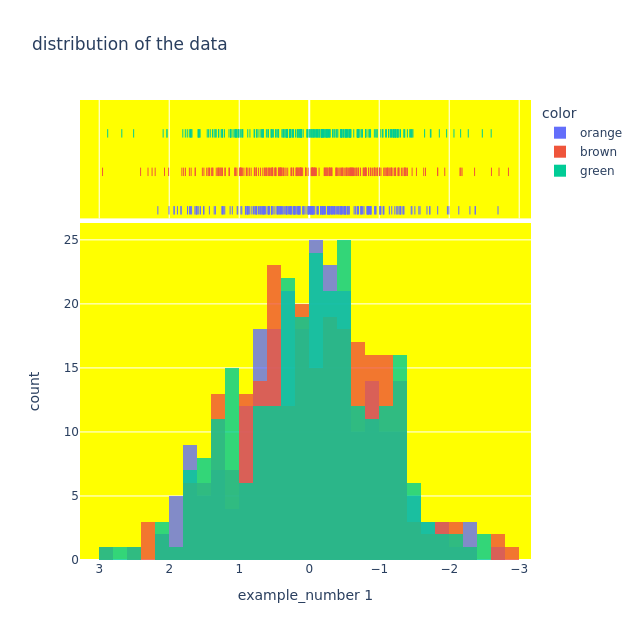 distribution of the data
color
orange
brown
green
25
20
15
10
5
0
count
3
2
1
0
−1
−2
−3
example_number 1